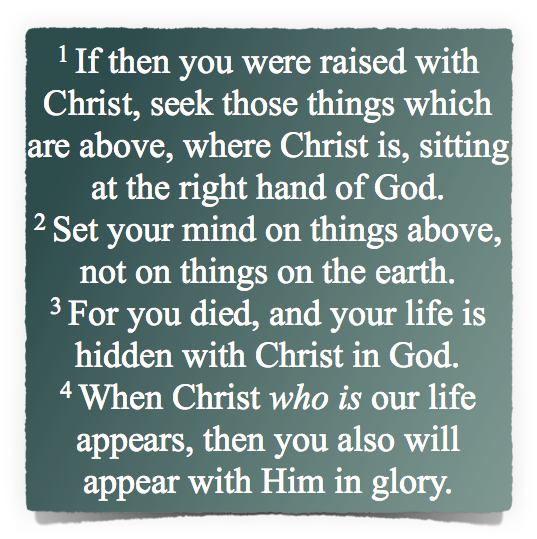 1 If then you were raised with
Christ, seek those things which
are above, where Christ is, sitting
at the right hand of God.
2 Set your mind on things above,
not on things on the earth.
3 For you died, and your life is
hidden with Christ in God.
4 When Christ who is our life
appears, then you also will
appear with Him in glory.